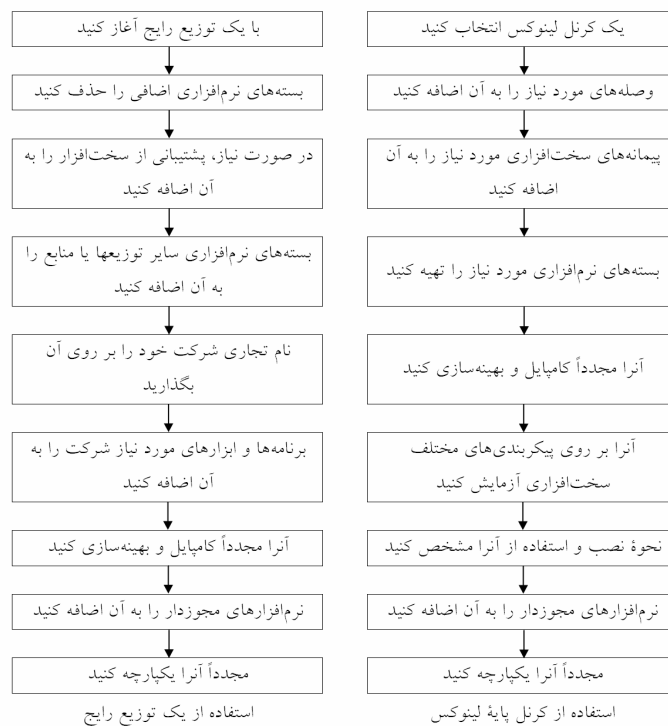 یک کرنل لینوکس انتخاب کنید
وصله‌های مورد نیاز را به آن اضافه کنید
پیمانه‌های سخت‌افزاری مورد نیاز را به آن
اضافه کنید
بسته‌های نرم‌افزاری مورد نیاز را تهیه کنید
آنرا مجدداً کامپایل و بهینه‌سازی کنید
آنرا بر روی پیکربندی‌های مختلف
سخت‌افزاری آزمایش کنید
نحوۀ نصب و استفاده از آنرا مشخص کنید
نرم‌افزارهای مجوزدار را به آن اضافه کنید
مجدداً آنرا یکپارچه کنید
استفاده از کرنل پایۀ لینوکس
با یک توزیع رایج آغاز کنید
بسته‌های نرم‌افزاری اضافی را حذف کنید
در صورت نیاز، پشتیبانی از سخت‌افزار را به
آن اضافه کنید
بسته‌های نرم‌افزاری سایر توزیعها یا منابع را
به آن اضافه کنید
نام تجاری شرکت خود را بر روی آن
بگذارید
برنامه‌ها و ابزارهای مورد نیاز شرکت را به
آن اضافه کنید
آنرا مجدداً کامپایل و بهینه‌سازی کنید
نرم‌افزارهای مجوزدار را به آن اضافه کنید
مجدداً آنرا یکپارچه کنید
استفاده از یک توزیع رایج